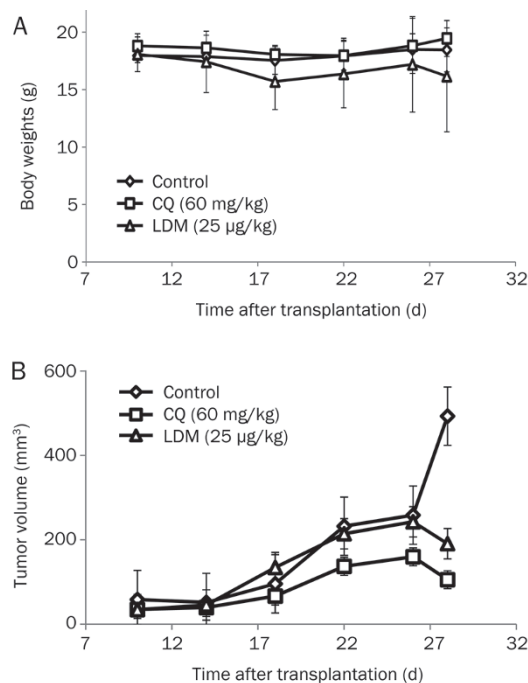 A
Body weights (g)
20
15
10
5
0
Control
CQ (60 mg/kg)
LDM (25 µg/kg)
7 12 17 22 27 32
Time after transplantation (d)
B
Tumor volume (mm³)
600
400
200
0
Control
CQ (60 mg/kg)
LDM (25 µg/kg)
7 12 17 22 27 32
Time after transplantation (d)